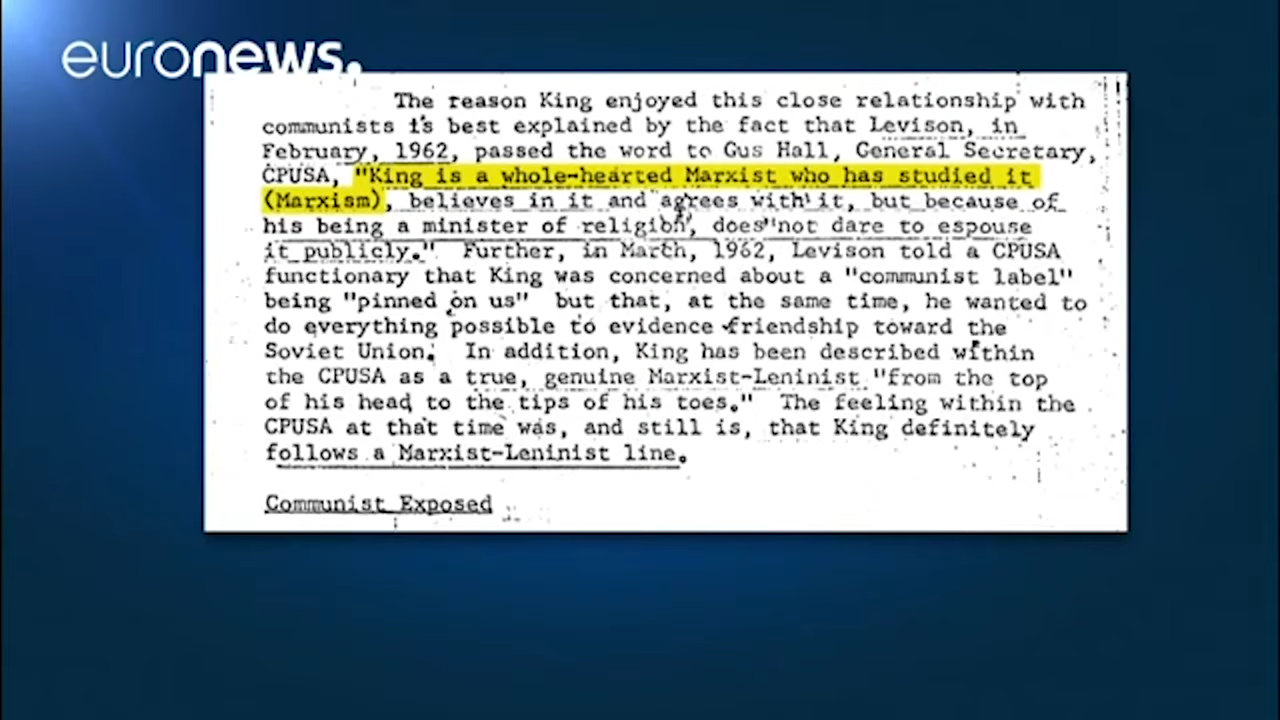 euronews.
The reason King enjoyed this close relationship with
communists is best explained by the fact that Levison, in
February, 1962, passed the word to Gus Hall, General Secretary,
CPUSA, "King is a whole-hearted Marxist who has studied it
(Marxism), believes in it and agrees with it, but because of
his being a minister of religion, does not dare to espouse
it publicly." Further, in March, 1962, Levison told a CPUSA
functionary that King was concerned about a "communist label"
being "pinned on us" but that, at the same time, he wanted to
do everything possible to evidence friendship toward the
Soviet Union. In addition, King has been described within
the CPUSA as a true, genuine Marxist-Leninist "from the top
of his head to the tips of his toes." The feeling within the
CPUSA at that time was, and still is, that King definitely
follows a Marxist-Leninist line.
Communist Exposed